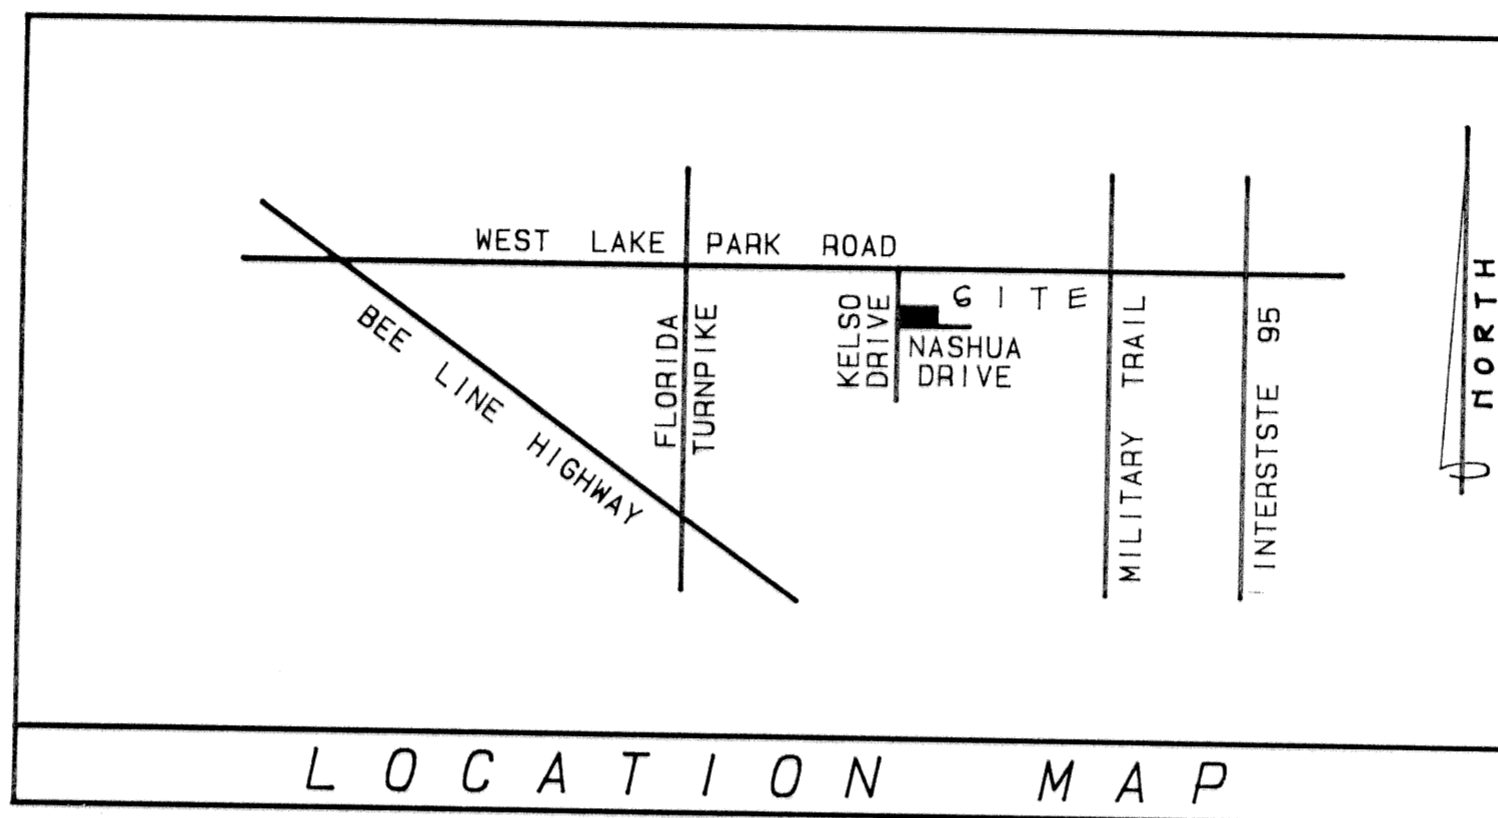 WEST LAKE PARK ROAD
SITE
KELSO
DRIVE
NASHUA
DRIVE
BEE LINE HIGHWAY
FLORIDA
TURNPIKE
MILITARY TRAIL
INTERSTSTE 95
NORTH
LOCATION MAP